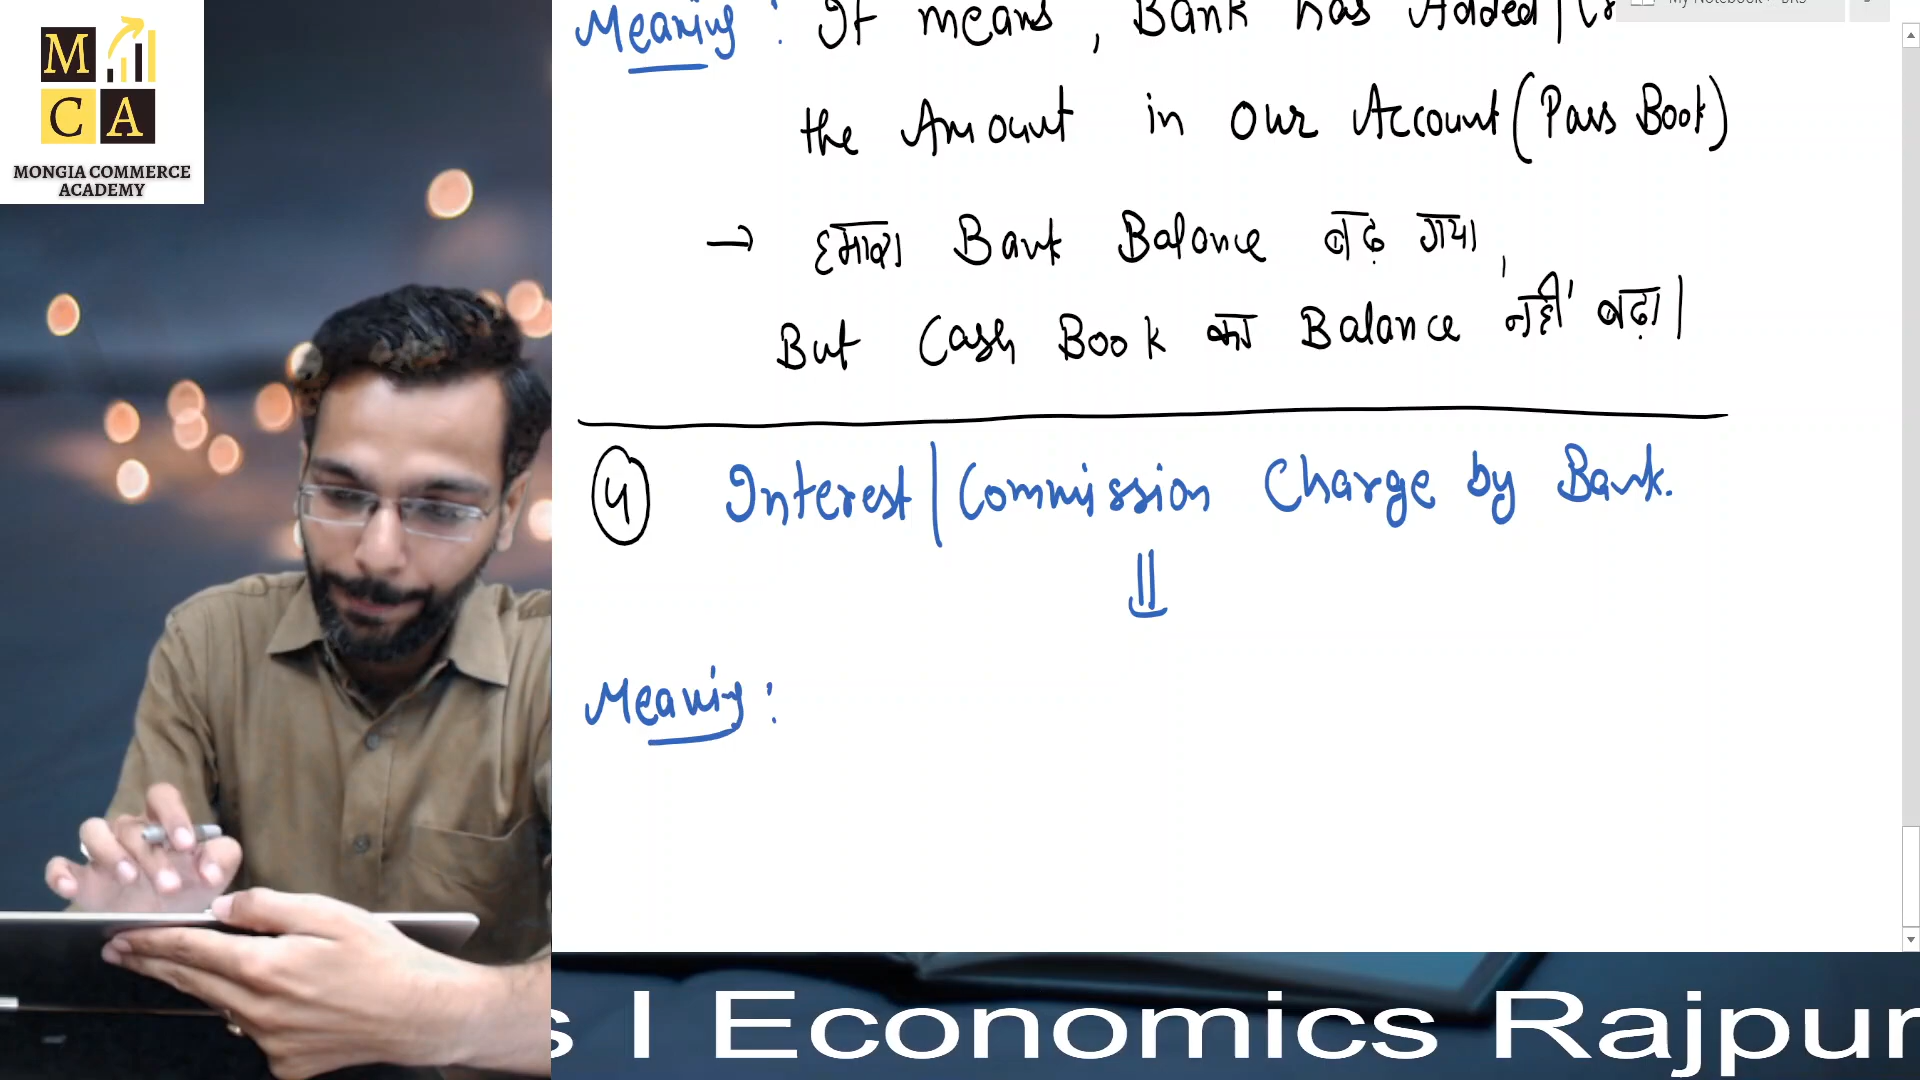 M
C A
MONGIA COMMERCE
ACADEMY
Meaning : It means , Bank has Added |
the Amount in our Account (Pass Book)
→ हमारा Bank Balance बढ़ गया ,
But Cash Book का Balance नहीं बढ़ा।
4 Interest | Commission Charge by Bank.
Meaning :
s I Economics Rajpur